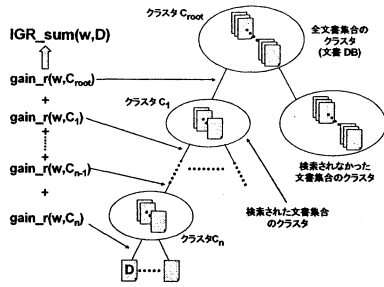 IGR_sum(w,D)
gain_r(w,Croot)
+
gain_r(w,C1)
+
+
gain_r(w,Cn-1)
+
gain_r(w,Cn)
クラスタ Croot
全文書集合の
クラスタ
(文書 DB)
クラスタ C1
検索されなかった
文書集合のクラスタ
検索された文書集合
のクラスタ
クラスタCn
D